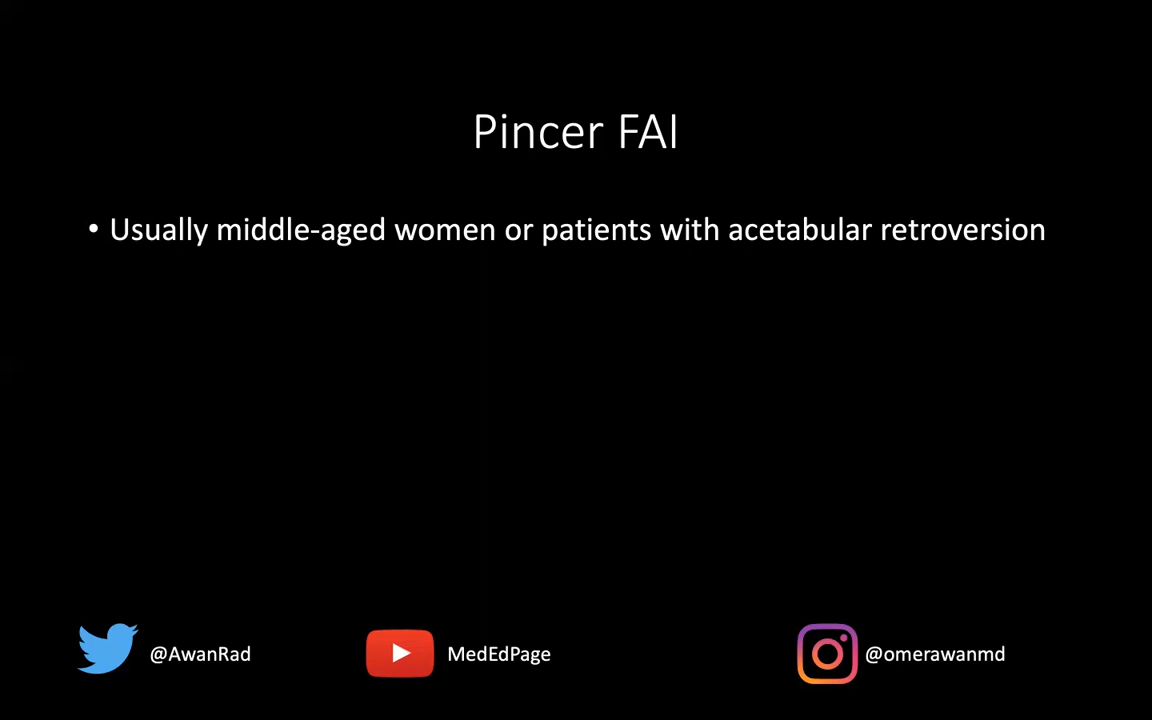 Pincer FAI
• Usually middle-aged women or patients with acetabular retroversion
@AwanRad
MedEdPage
@omerawanmd